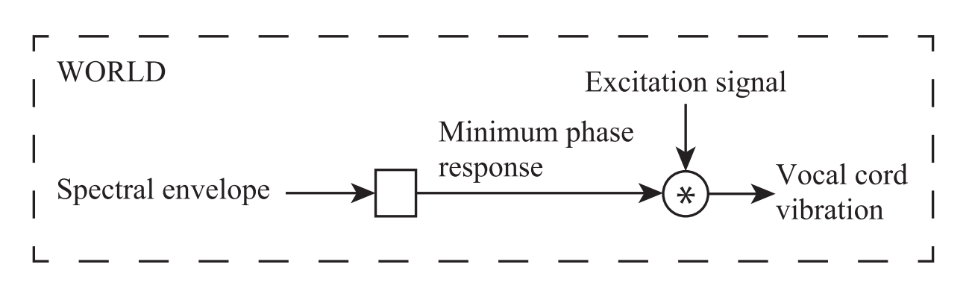 WORLD
Excitation signal
Minimum phase
response
Spectral envelope
*
Vocal cord
vibration